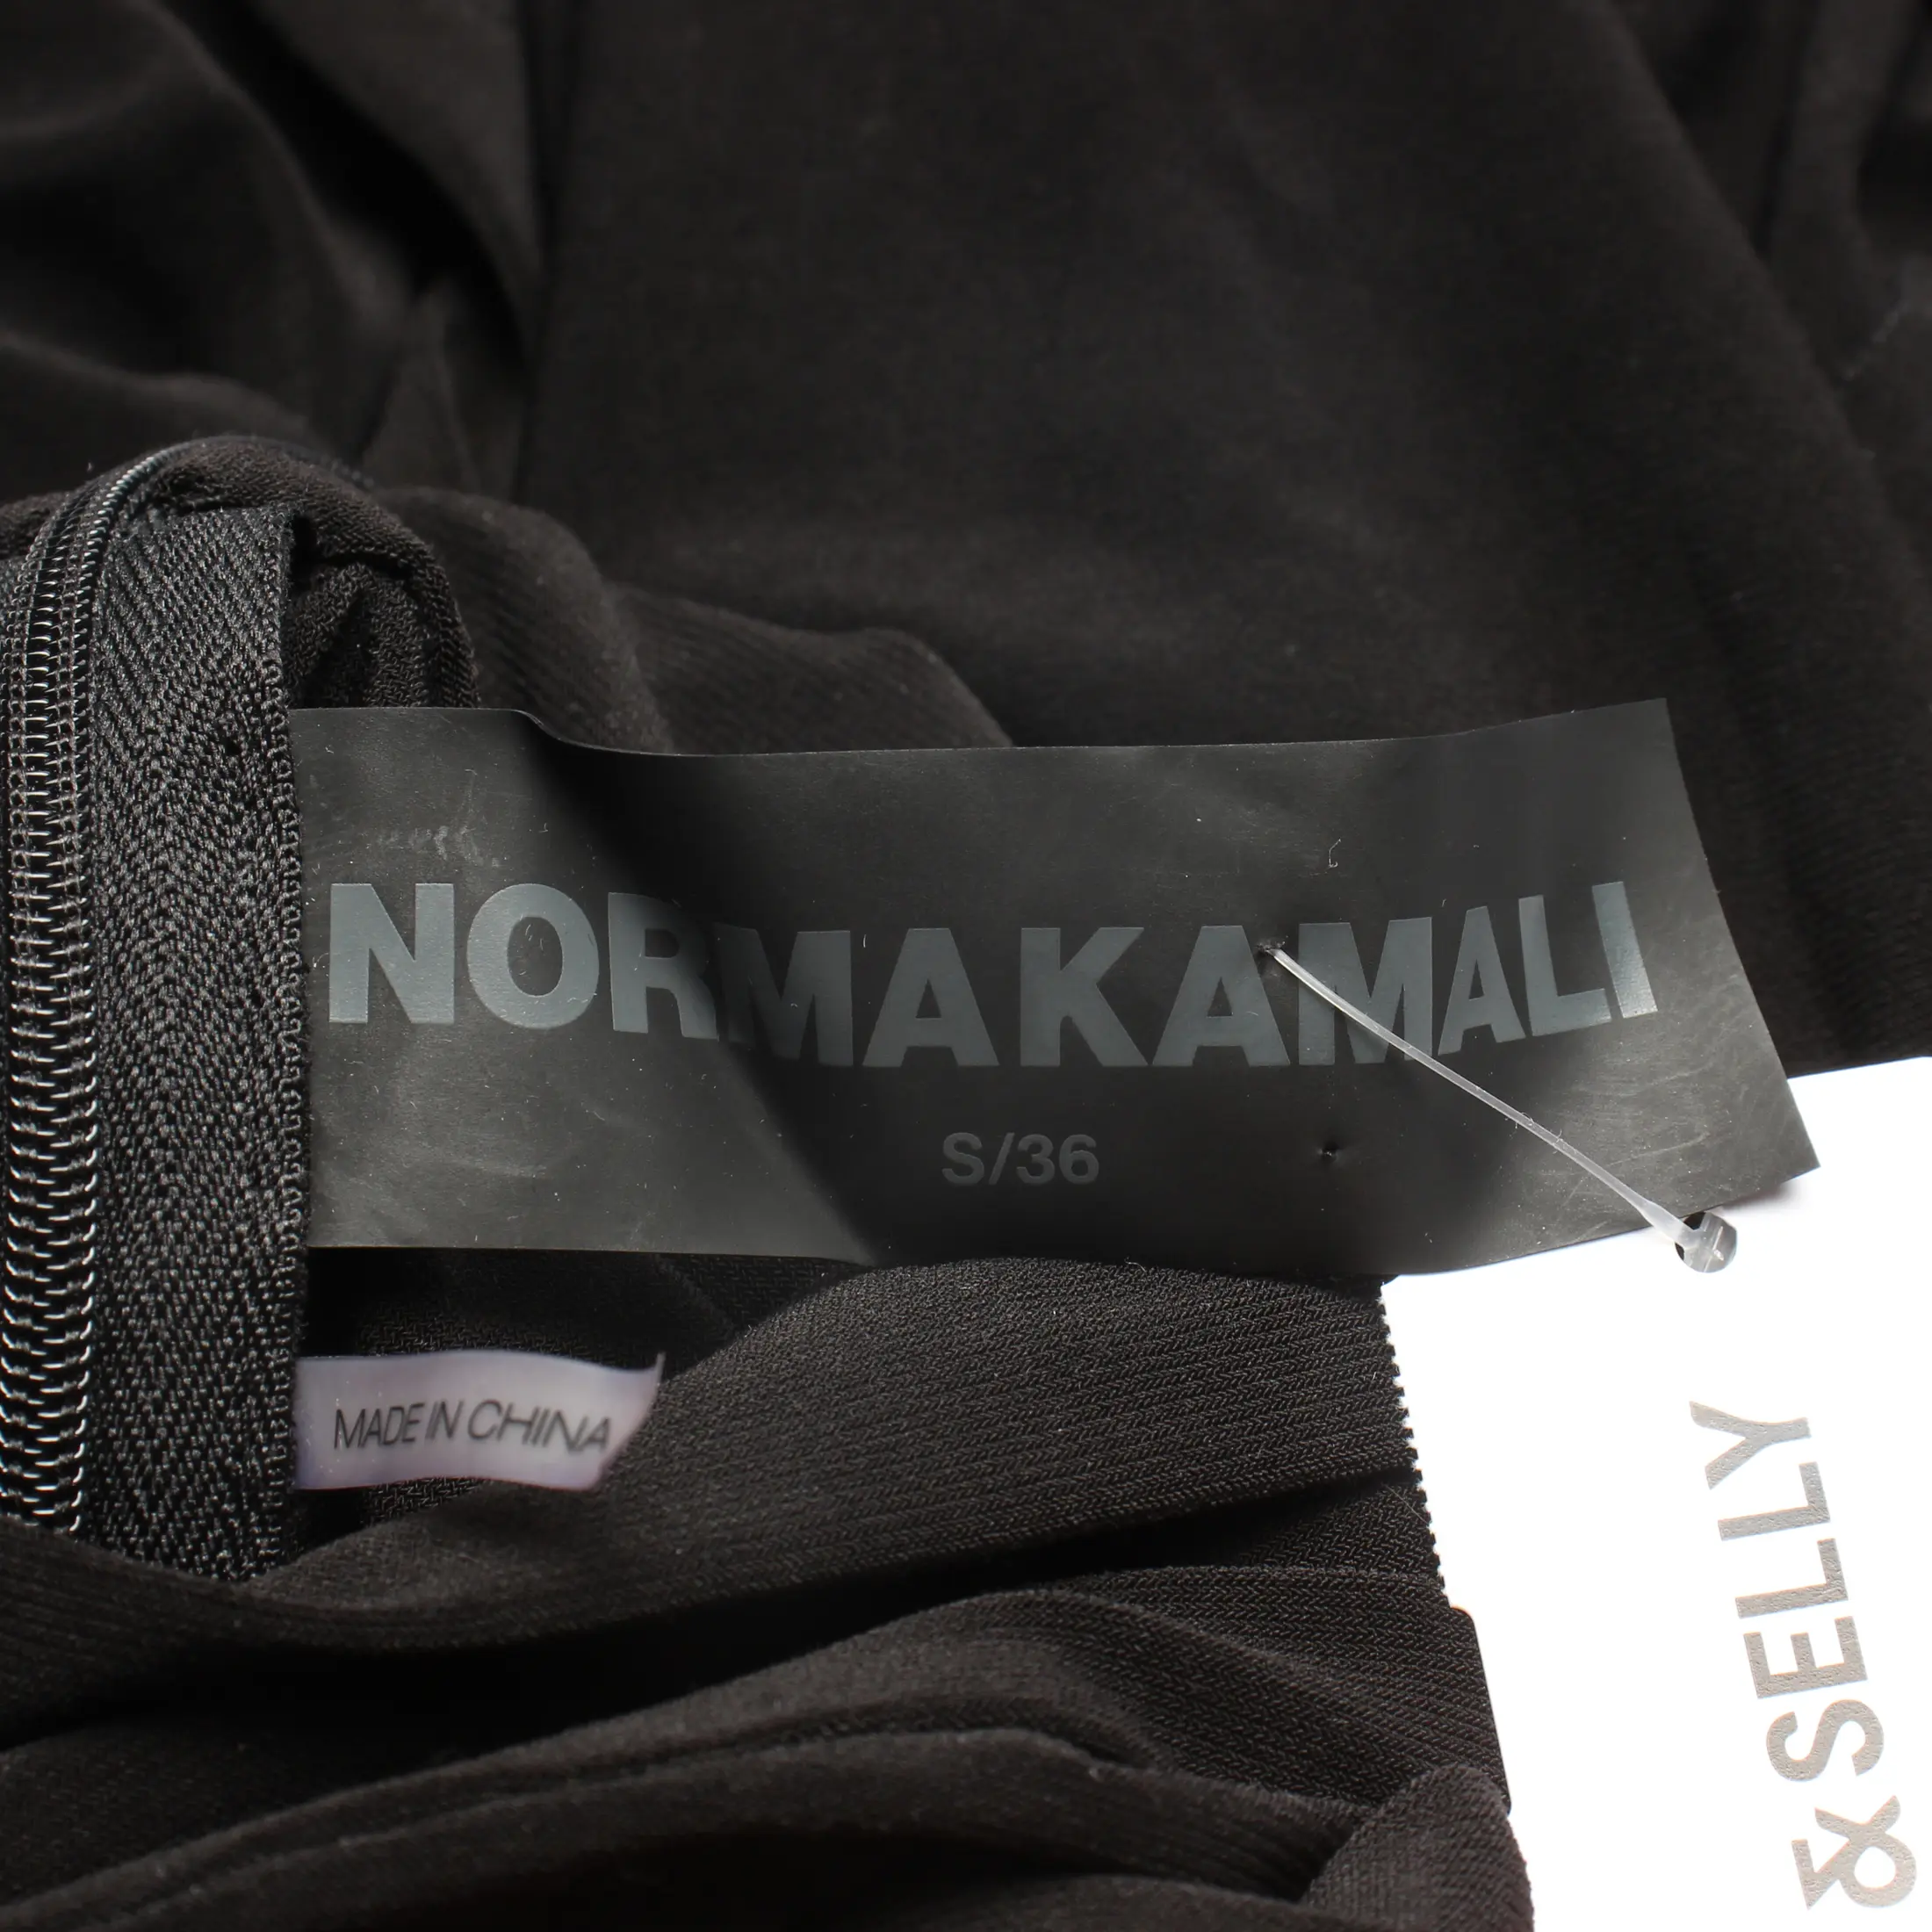 NORMA KAMALI
S/36
MADE IN CHINA
& SELLY